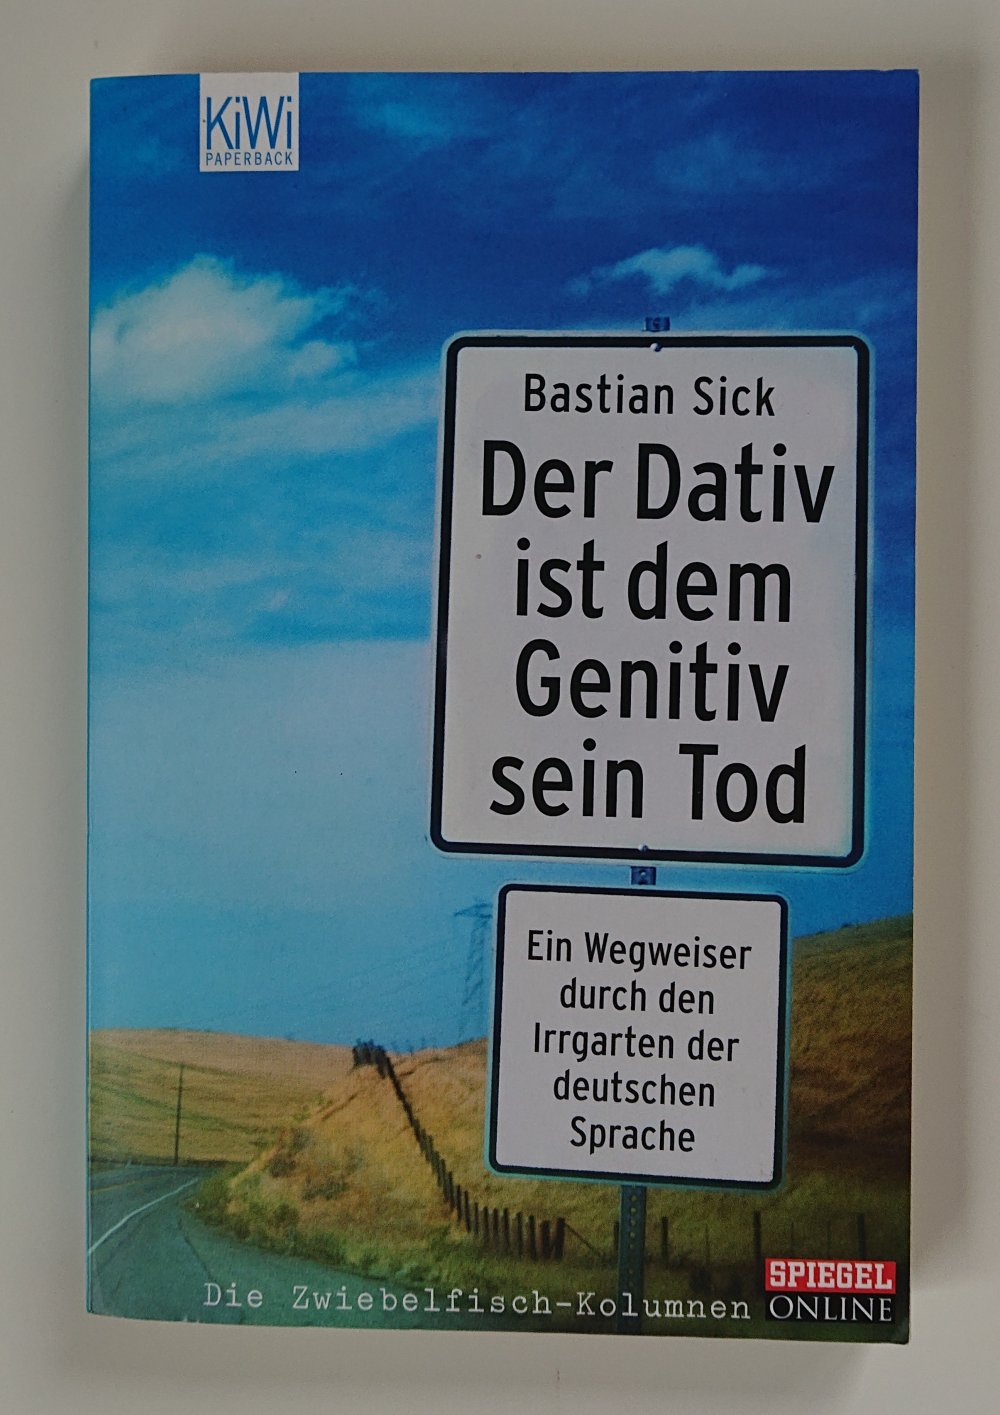 KiWi
PAPERBACK
Bastian Sick
Der Dativ
ist dem
Genitiv
sein Tod
Ein Wegweiser
durch den
Irrgarten der
deutschen
Sprache
Die Zwiebelfisch-Kolumnen
SPIEGEL
ONLINE